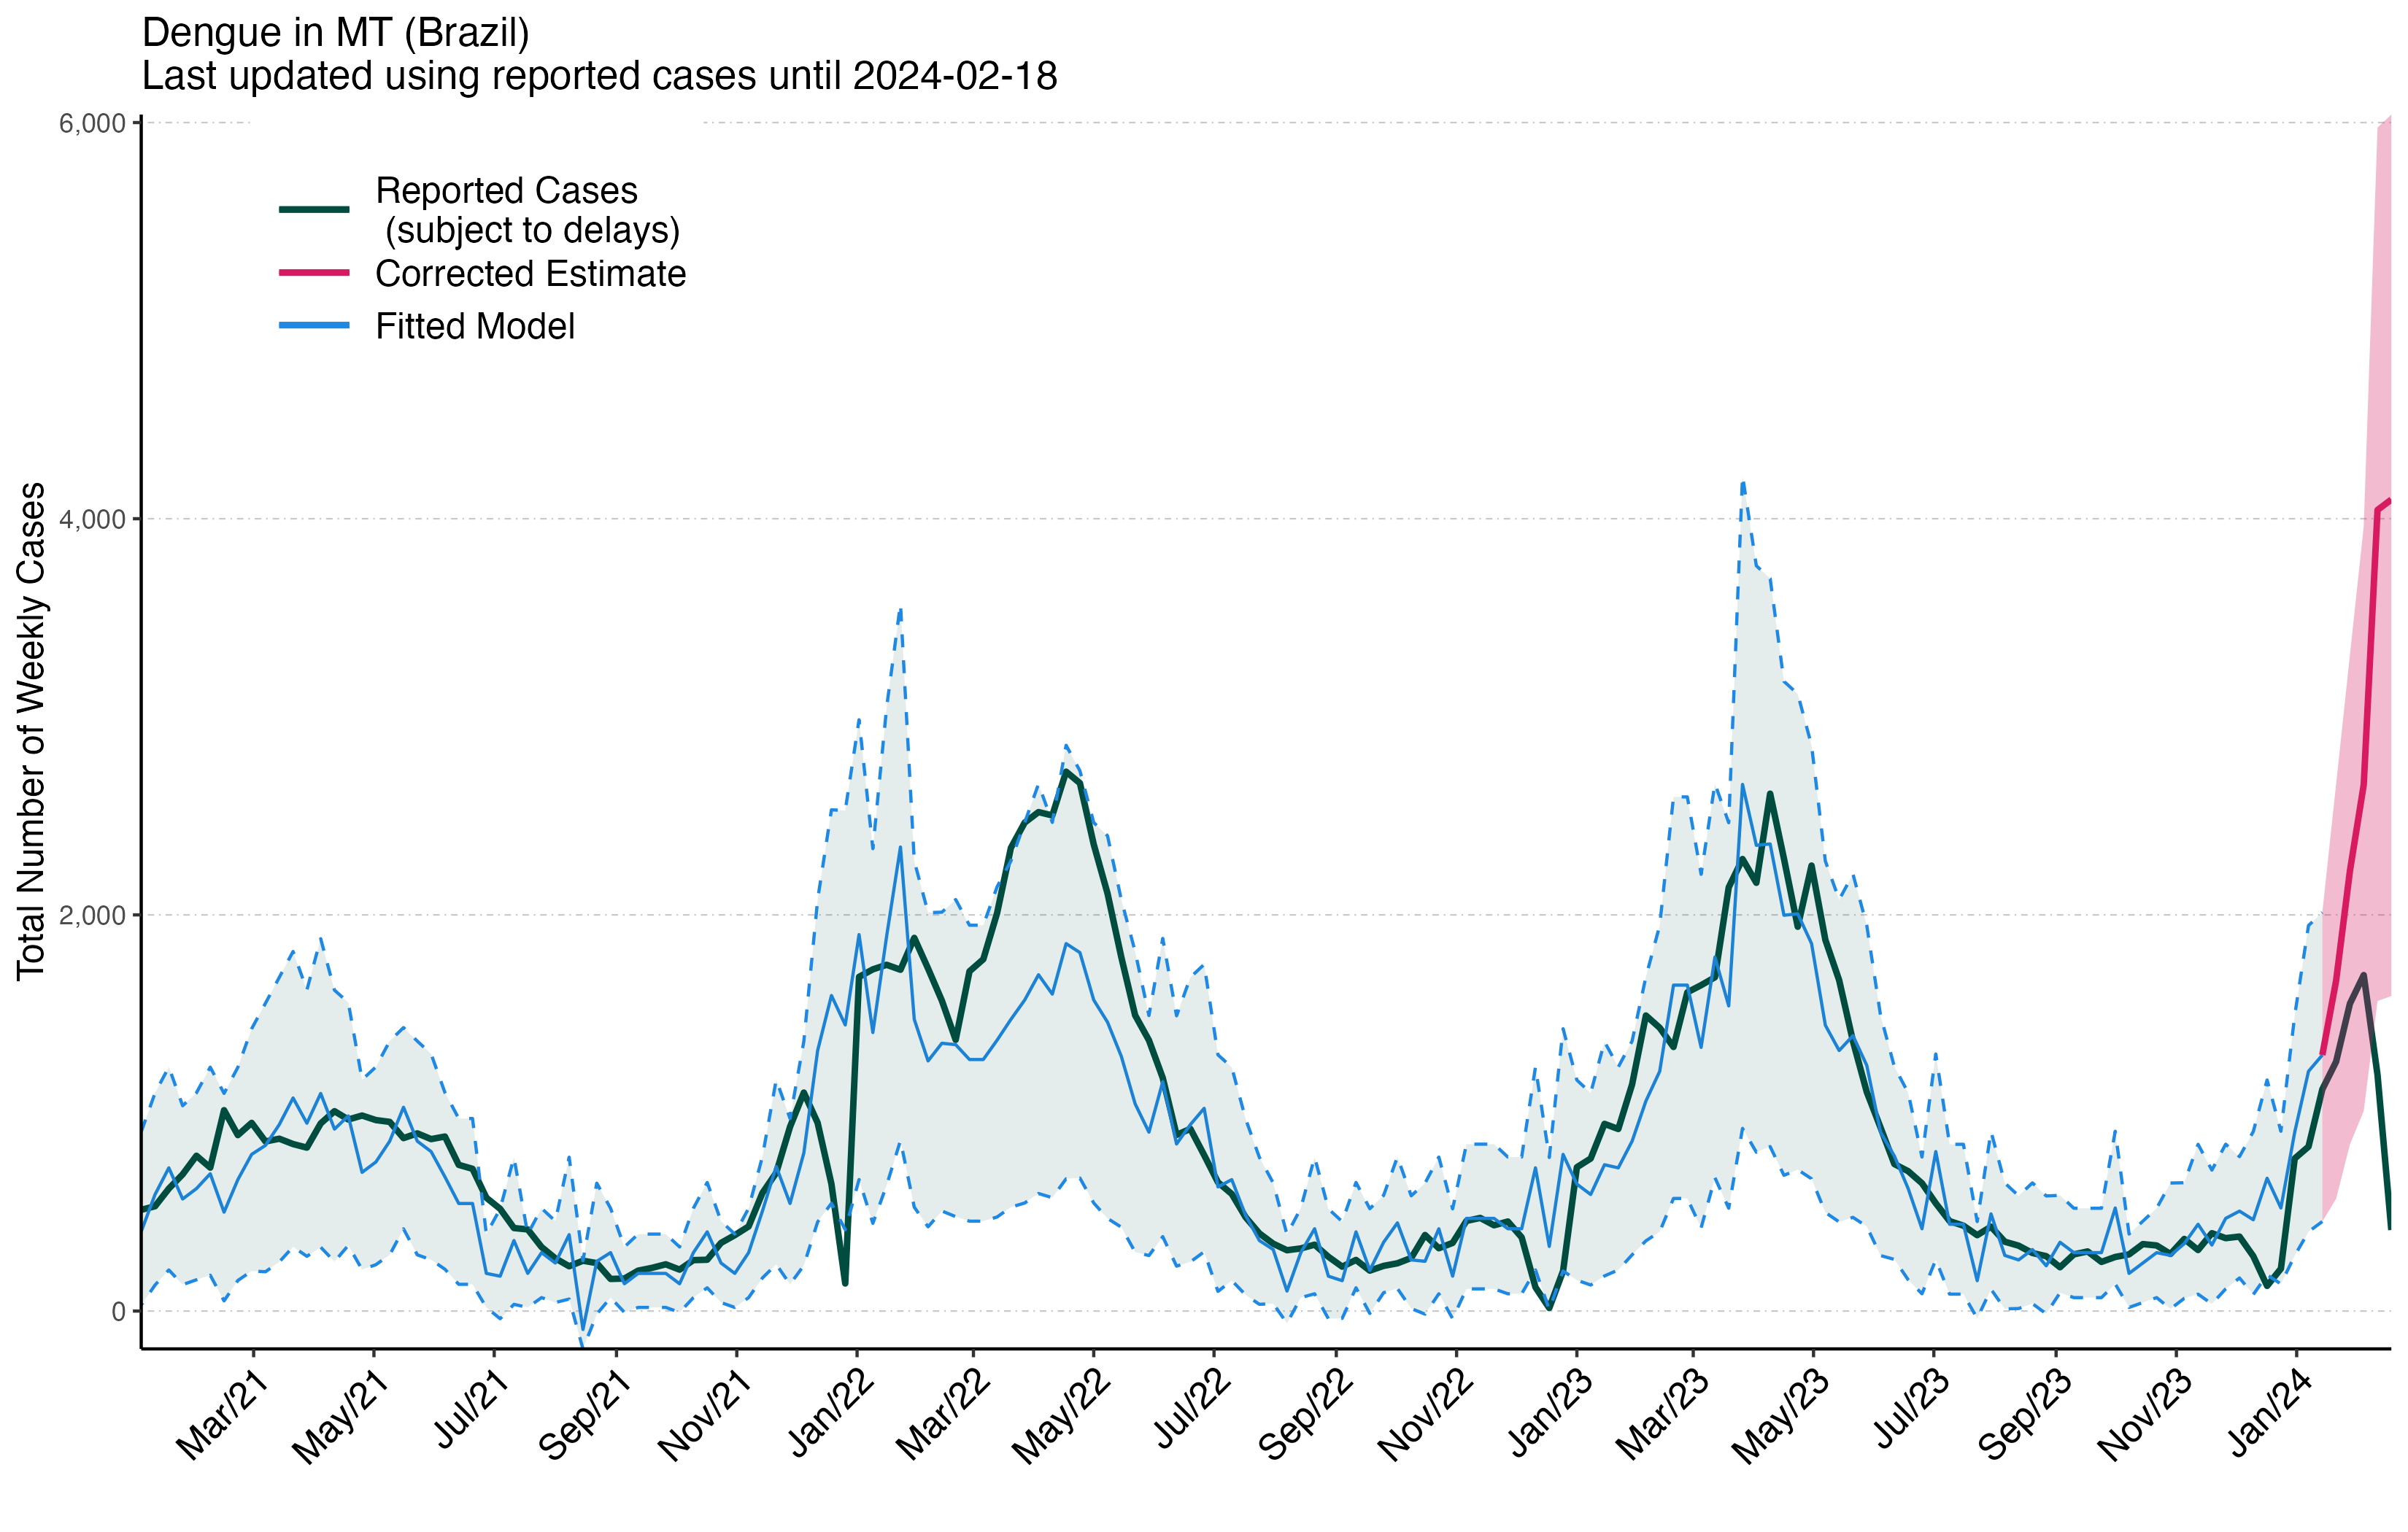 Dengue in MT (Brazil)
Last updated using reported cases until 2024-02-18
6,000
4,000
2,000
0
Total Number of Weekly Cases
Reported Cases
(subject to delays)
Corrected Estimate
Fitted Model
Mar/21
May/21
Jul/21
Sep/21
Nov/21
Jan/22
Mar/22
May/22
Jul/22
Sep/22
Nov/22
Jan/23
Mar/23
May/23
Jul/23
Sep/23
Nov/23
Jan/24